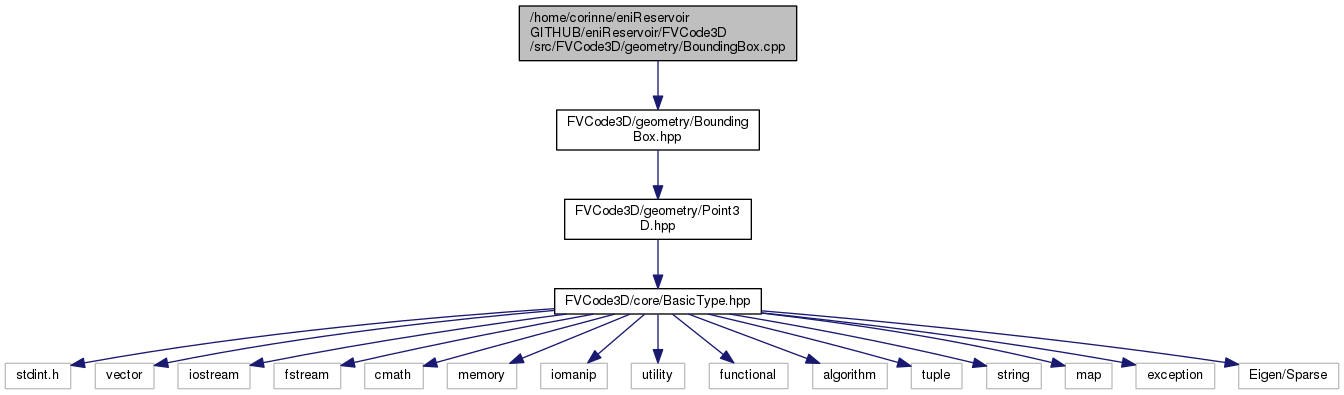 /home/corinne/eniReservoir
GITHUB/eniReservoir/FVCode3D
/src/FVCode3D/geometry/BoundingBox.cpp
FVCode3D/geometry/Bounding
Box.hpp
FVCode3D/geometry/Point3
D.hpp
FVCode3D/core/BasicType.hpp
stdint.h
vector
iostream
fstream
cmath
memory
iomanip
utility
functional
algorithm
tuple
string
map
exception
Eigen/Sparse